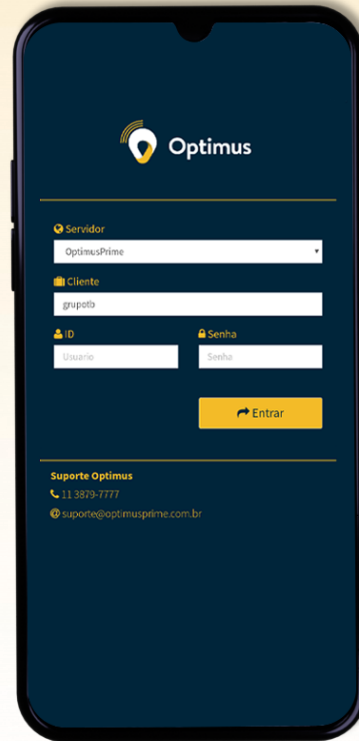 Optimus
Servidor
OptimusPrime
Cliente
grupotb
ID
Senha
Usuario
Senha
Entrar
Suporte Optimus
11 3879-7777
suporte@optimusprime.com.br